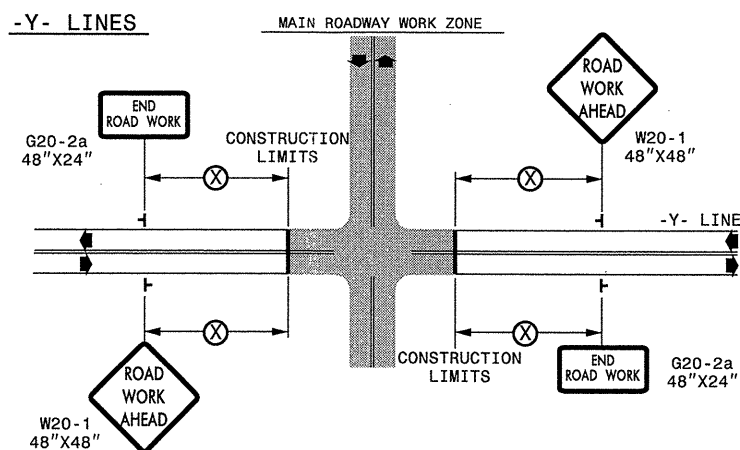 -Y- LINES
MAIN ROADWAY WORK ZONE
END
ROAD WORK
G20-2a
48"X24"
CONSTRUCTION
LIMITS
X
ROAD
WORK
AHEAD
W20-1
48"X48"
X
-Y- LINE
X
ROAD
WORK
AHEAD
W20-1
48"X48"
X
CONSTRUCTION
LIMITS
END
ROAD WORK
G20-2a
48"X24"